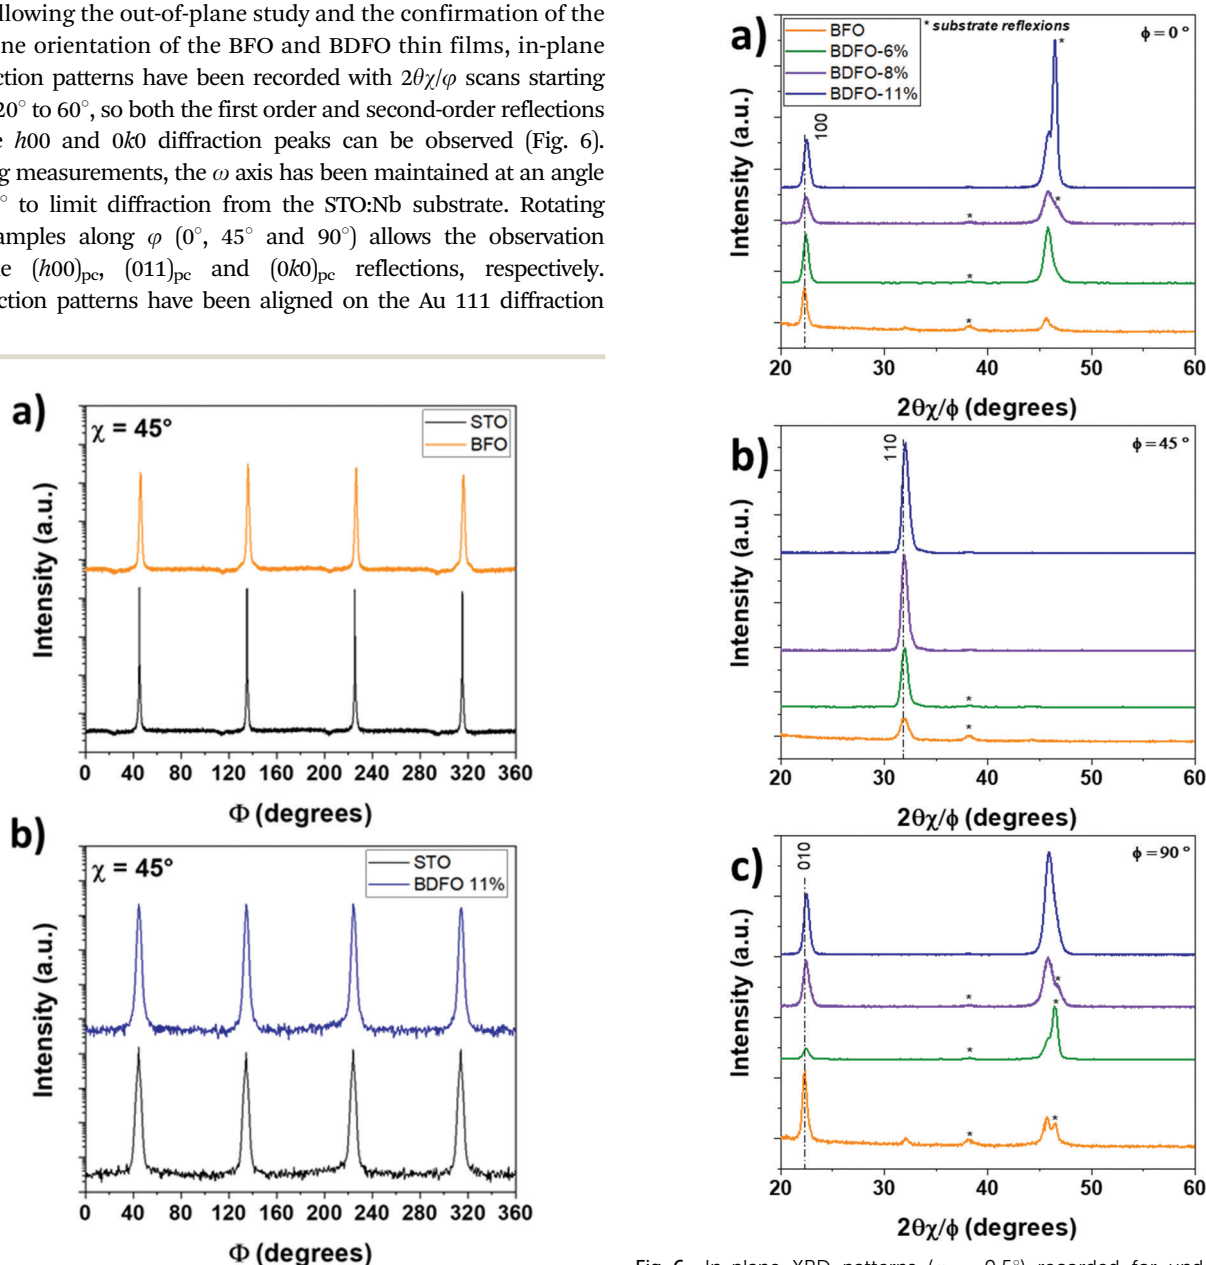 llowing the out-of-plane study and the confirmation of the
ne orientation of the BFO and BDFO thin films, in-plane
ction patterns have been recorded with 2θχ/φ scans starting
20° to 60°, so both the first order and second-order reflections
e h00 and 0k0 diffraction peaks can be observed (Fig. 6).
g measurements, the ω axis has been maintained at an angle
° to limit diffraction from the STO:Nb substrate. Rotating
amples along φ (0°, 45° and 90°) allows the observation
e (h00)pc, (011)pc and (0k0)pc reflections, respectively.
ction patterns have been aligned on the Au 111 diffraction
a)
χ = 45°
STO
BFO
Intensity (a.u.)
0 40 80 120 160 200 240 280 320 360
Φ (degrees)
b)
χ = 45°
STO
BDFO 11%
Intensity (a.u.)
0 40 80 120 160 200 240 280 320 360
Φ (degrees)
a)
BFO
BDFO-6%
BDFO-8%
BDFO-11%
* substrate reflexions
ϕ = 0 °
100
*
*
*
*
*
Intensity (a.u.)
20 30 40 50 60
2θχ/ϕ (degrees)
b)
110
ϕ = 45 °
*
*
Intensity (a.u.)
20 30 40 50 60
2θχ/ϕ (degrees)
c)
010
ϕ = 90 °
*
*
*
*
*
*
Intensity (a.u.)
20 30 40 50 60
2θχ/ϕ (degrees)